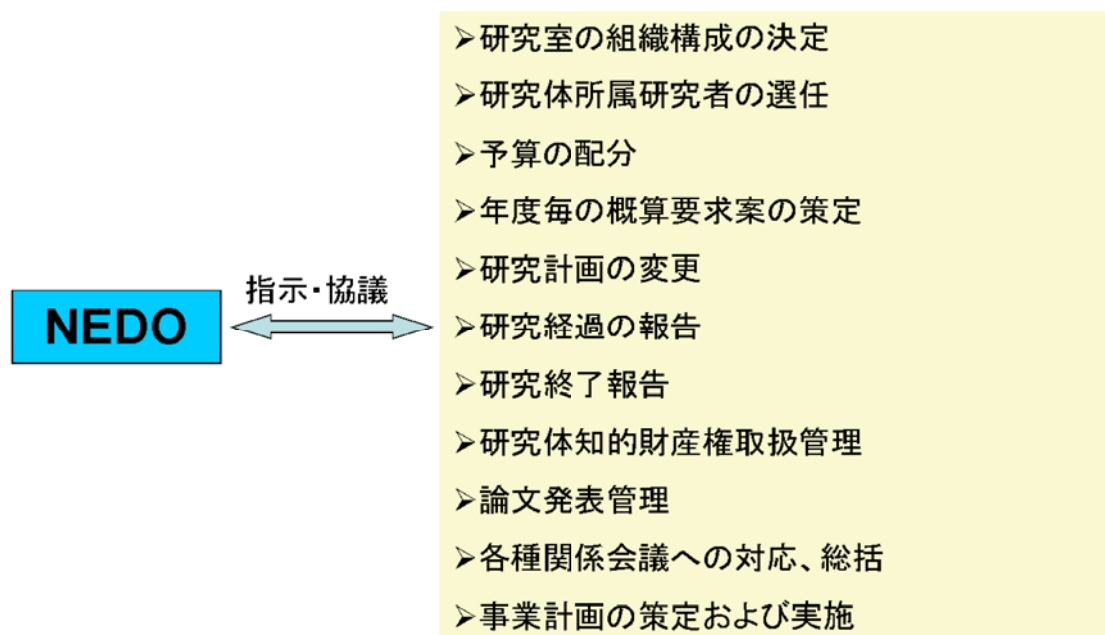 ➢研究室の組織構成の決定
➢研究体所属研究者の選任
➢予算の配分
➢年度毎の概算要求案の策定
➢研究計画の変更
指示・協議
NEDO
➢研究経過の報告
➢研究終了報告
➢研究体知的財産権取扱管理
➢論文発表管理
➢各種関係会議への対応、総括
➢事業計画の策定および実施